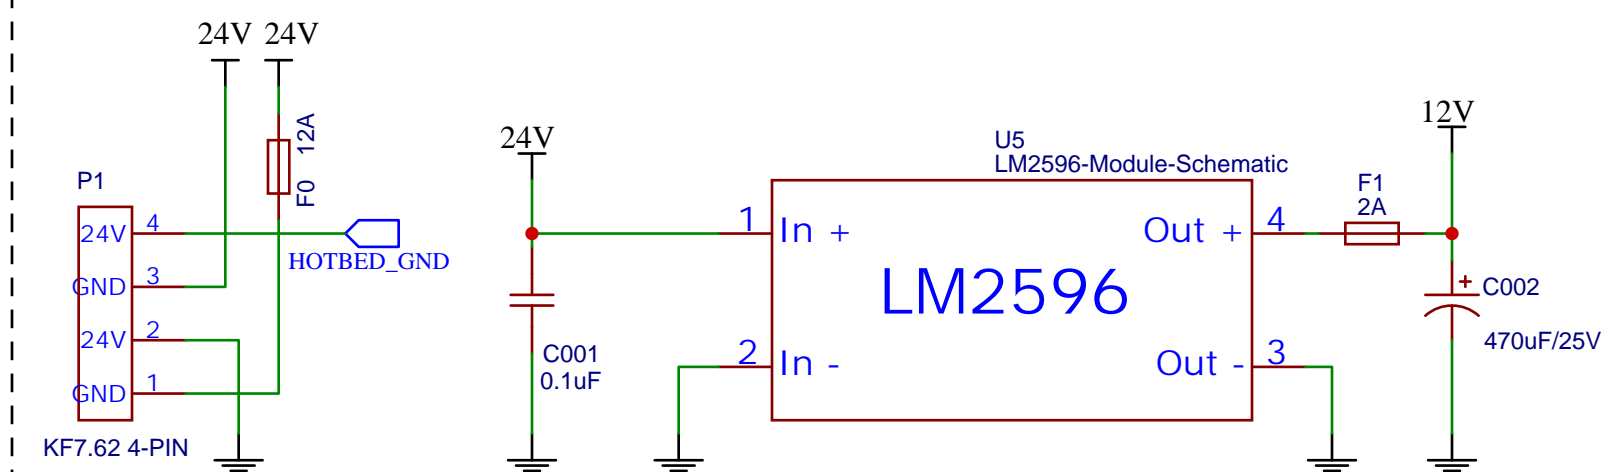 24V 24V
12A
F0
P1
24V 4
GND 3
24V 2
GND 1
KF7.62 4-PIN
HOTBED_GND
24V
C001
0.1uF
U5
LM2596-Module-Schematic
1 In +
Out + 4
LM2596
2 In -
Out - 3
F1
2A
12V
+
C002
470uF/25V